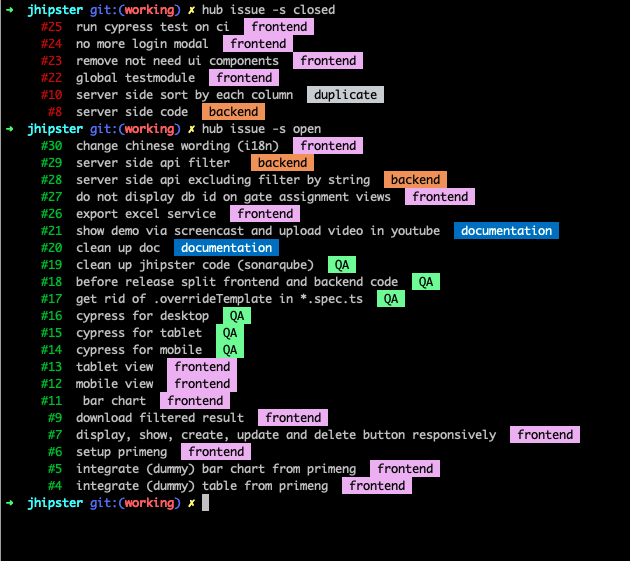 ➜ jhipster git:(working) ✗ hub issue -s closed
#25 run cypress test on ci frontend
#24 no more login modal frontend
#23 remove not need ui components frontend
#22 global testmodule frontend
#10 server side sort by each column duplicate
#8 server side code backend
➜ jhipster git:(working) ✗ hub issue -s open
#30 change chinese wording (i18n) frontend
#29 server side api filter backend
#28 server side api excluding filter by string backend
#27 do not display db id on gate assignment views frontend
#26 export excel service frontend
#21 show demo via screencast and upload video in youtube documentation
#20 clean up doc documentation
#19 clean up jhipster code (sonarqube) QA
#18 before release split frontend and backend code QA
#17 get rid of .overrideTemplate in *.spec.ts QA
#16 cypress for desktop QA
#15 cypress for tablet QA
#14 cypress for mobile QA
#13 tablet view frontend
#12 mobile view frontend
#11 bar chart frontend
#9 download filtered result frontend
#7 display, show, create, update and delete button responsively frontend
#6 setup primeng frontend
#5 integrate (dummy) bar chart from primeng frontend
#4 integrate (dummy) table from primeng frontend
➜ jhipster git:(working) ✗